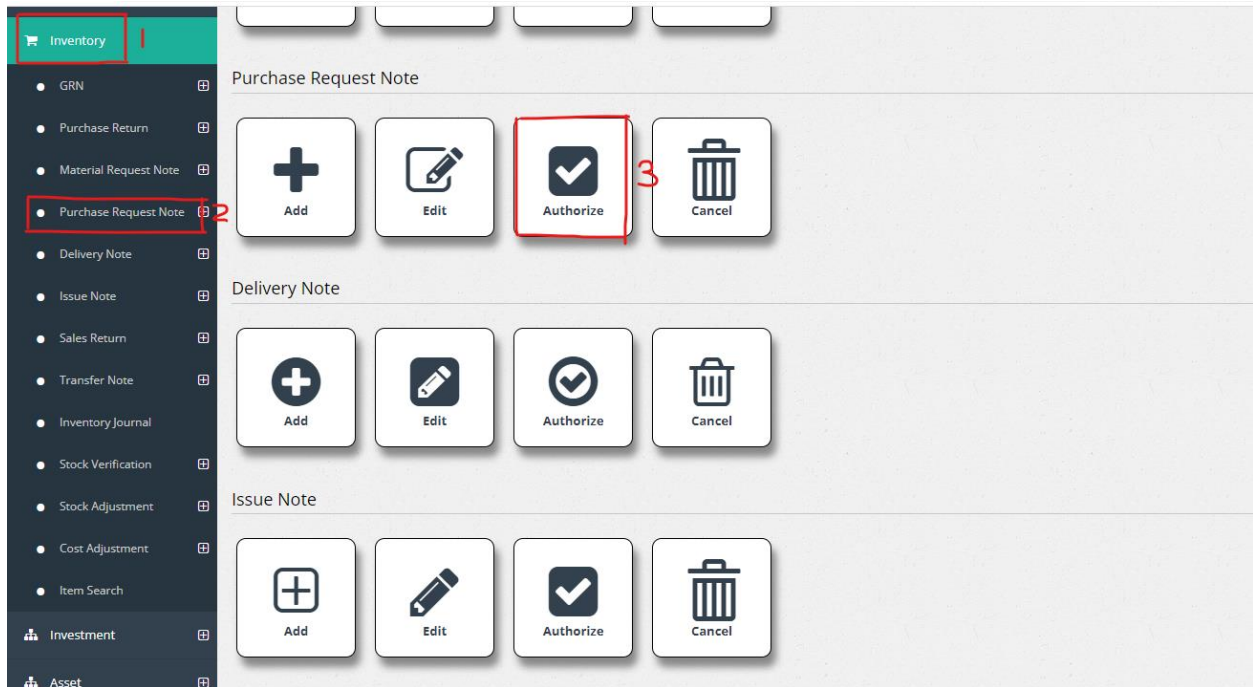 Inventory 1
GRN
Purchase Return
Material Request Note
Purchase Request Note 2
Delivery Note
Issue Note
Sales Return
Transfer Note
Inventory Journal
Stock Verification
Stock Adjustment
Cost Adjustment
Item Search
Investment
Asset
Purchase Request Note
Add Edit Authorize 3 Cancel
Delivery Note
Add Edit Authorize Cancel
Issue Note
Add Edit Authorize Cancel